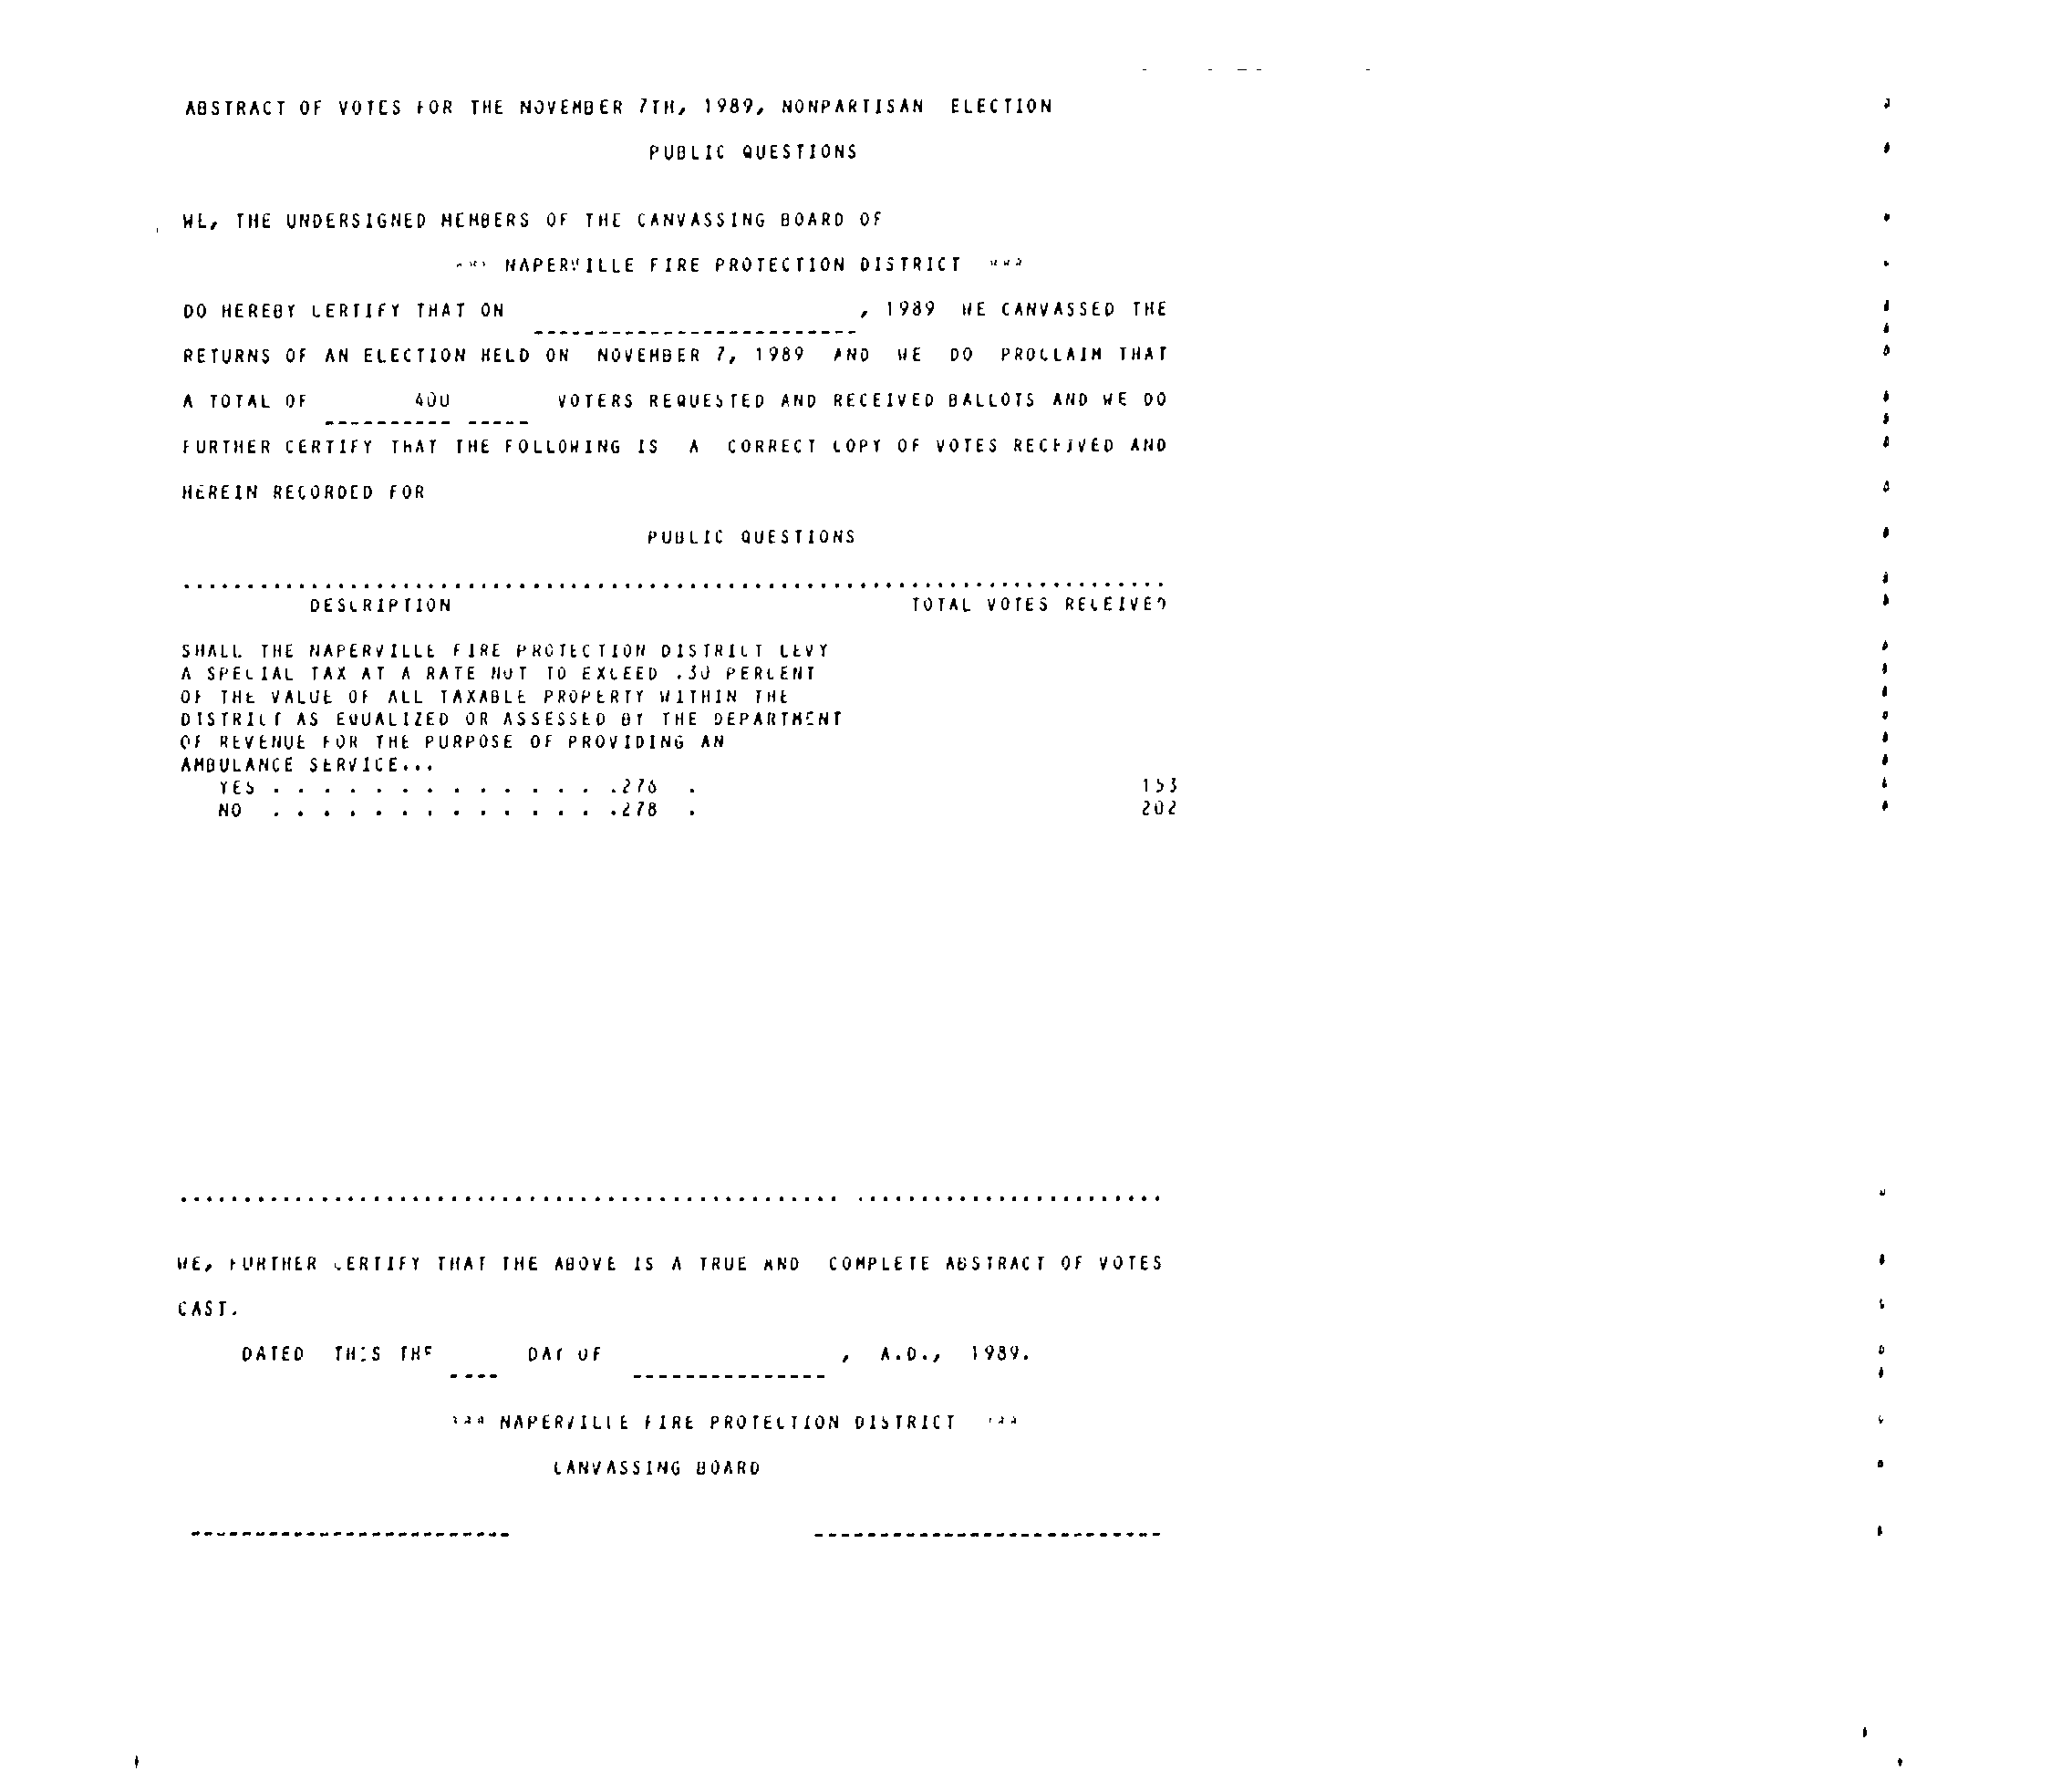 ABSTRACT OF VOTES FOR THE NOVEMBER 7TH, 1989, NONPARTISAN ELECTION
PUBLIC QUESTIONS
WE, THE UNDERSIGNED MEMBERS OF THE CANVASSING BOARD OF
*** NAPERVILLE FIRE PROTECTION DISTRICT ***
DO HEREBY CERTIFY THAT ON , 1989 WE CANVASSED THE
RETURNS OF AN ELECTION HELD ON NOVEMBER 7, 1989 AND WE DO PROCLAIM THAT
A TOTAL OF 400 VOTERS REQUESTED AND RECEIVED BALLOTS AND WE DO
FURTHER CERTIFY THAT THE FOLLOWING IS A CORRECT COPY OF VOTES RECEIVED AND
HEREIN RECORDED FOR
PUBLIC QUESTIONS
DESCRIPTION TOTAL VOTES RECEIVED
SHALL THE NAPERVILLE FIRE PROTECTION DISTRICT LEVY
A SPECIAL TAX AT A RATE NOT TO EXCEED .30 PERCENT
OF THE VALUE OF ALL TAXABLE PROPERTY WITHIN THE
DISTRICT AS EQUALIZED OR ASSESSED BY THE DEPARTMENT
OF REVENUE FOR THE PURPOSE OF PROVIDING AN
AMBULANCE SERVICE...
YES . . . . . . . . . . . . . .276 . 153
NO . . . . . . . . . . . . . .278 . 202
WE, FURTHER CERTIFY THAT THE ABOVE IS A TRUE AND COMPLETE ABSTRACT OF VOTES
CAST.
DATED THIS THE DAY OF , A.D., 1989.
*** NAPERVILLE FIRE PROTECTION DISTRICT ***
CANVASSING BOARD